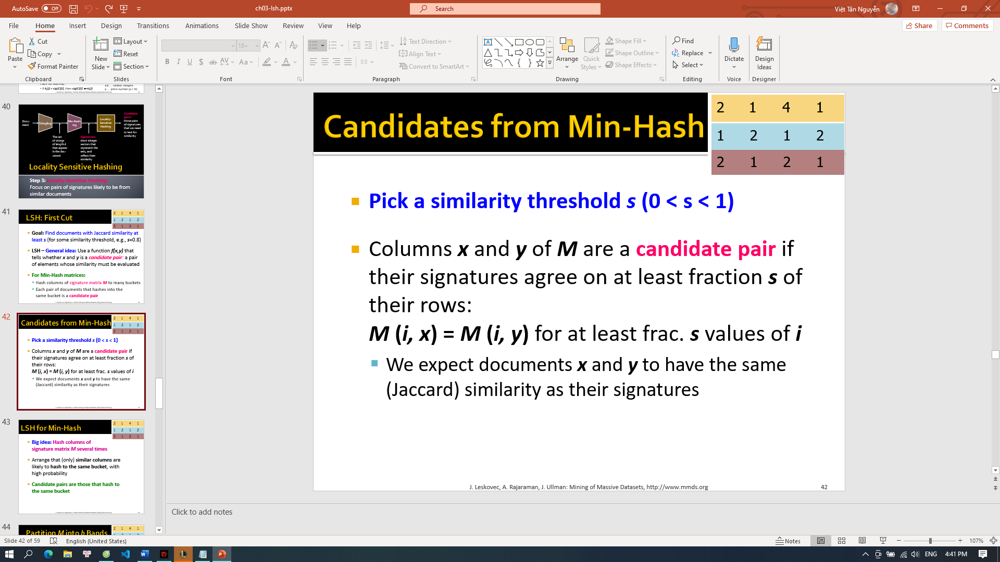 AutoSave Off
ch03-lsh.pptx
Search
Việt Tân Nguyễn
File Home Insert Design Transitions Animations Slide Show Review View Help
Share Comments
Paste
Cut
Copy
Format Painter
Clipboard
New Slide
Layout
Reset
Section
Slides
18+
Font
Text Direction
Align Text
Convert to SmartArt
Paragraph
Arrange
Quick Styles
Shape Fill
Shape Outline
Shape Effects
Drawing
Find
Replace
Select
Editing
Dictate
Voice
Design Ideas
Designer
40
Docu-
ment
Shingling
Min-Hash-
ing
Locality-
Sensitive
Hashing
Candidate
pairs:
those pairs
of signatures
that we need
to test for
similarity
The set
of strings
of length k
that appear
in the doc-
ument
Signatures:
short integer
vectors that
represent the
sets, and
reflect their
similarity
Locality Sensitive Hashing
Step 3: Locality-Sensitive Hashing:
Focus on pairs of signatures likely to be from
similar documents
41
LSH: First Cut
2 1 4 1
1 2 1 2
2 1 2 1
Goal: Find documents with Jaccard similarity at
least s (for some similarity threshold, e.g., s=0.8)
LSH – General idea: Use a function f(x,y) that
tells whether x and y is a candidate pair: a pair
of elements whose similarity must be evaluated
For Min-Hash matrices:
Hash columns of signature matrix M to many buckets
Each pair of documents that hashes into the
same bucket is a candidate pair
42
Candidates from Min-Hash
2 1 4 1
1 2 1 2
2 1 2 1
Pick a similarity threshold s (0 < s < 1)
Columns x and y of M are a candidate pair if
their signatures agree on at least fraction s of
their rows:
M (i, x) = M (i, y) for at least frac. s values of i
We expect documents x and y to have the same
(Jaccard) similarity as their signatures
43
LSH for Min-Hash
2 1 4 1
1 2 1 2
2 1 2 1
Big idea: Hash columns of
signature matrix M several times
Arrange that (only) similar columns are
likely to hash to the same bucket, with
high probability
Candidate pairs are those that hash to
the same bucket
44
Partition M into b Bands
2 1 4 1
Candidates from Min-Hash
2 1 4 1
1 2 1 2
2 1 2 1
Pick a similarity threshold s (0 < s < 1)
Columns x and y of M are a candidate pair if
their signatures agree on at least fraction s of
their rows:
M (i, x) = M (i, y) for at least frac. s values of i
We expect documents x and y to have the same
(Jaccard) similarity as their signatures
J. Leskovec, A. Rajaraman, J. Ullman: Mining of Massive Datasets, http://www.mmds.org
42
Click to add notes
Slide 42 of 59
English (United States)
Notes
107%
ENG
4:41 PM